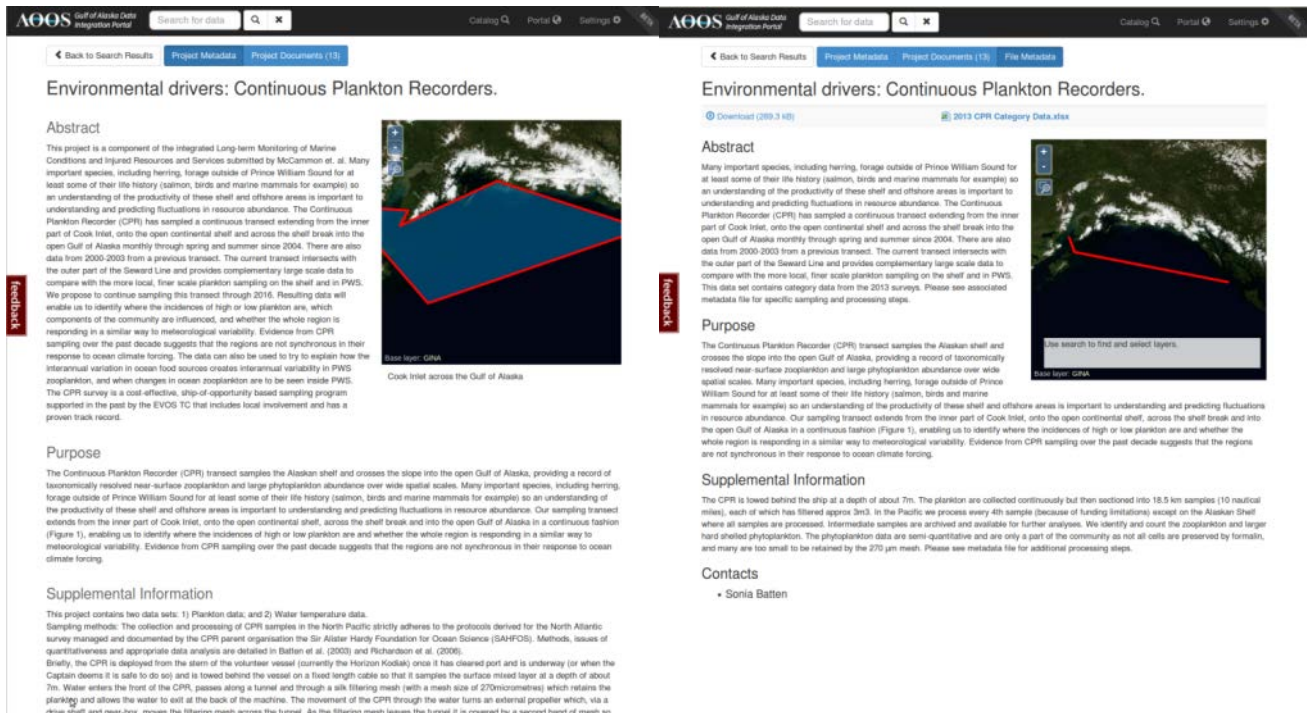 AOOS Gulf of Alaska Data
Integration Portal
Search for data
Catalog
Portal
Settings
BETA
Back to Search Results
Project Metadata
Project Documents (13)
Environmental drivers: Continuous Plankton Recorders.
Abstract
This project is a component of the integrated Long-term Monitoring of Marine
Conditions and Injured Resources and Services submitted by McCammon et. al. Many
important species, including herring, forage outside of Prince William Sound for at
least some of their life history (salmon, birds and marine mammals for example) so
an understanding of the productivity of these shelf and offshore areas is important to
understanding and predicting fluctuations in resource abundance. The Continuous
Plankton Recorder (CPR) has sampled a continuous transect extending from the inner
part of Cook Inlet, onto the open continental shelf and across the shelf break into the
open Gulf of Alaska monthly through spring and summer since 2004. There are also
data from 2000-2003 from a previous transect. The current transect intersects with
the outer part of the Seward Line and provides complementary large scale data to
compare with the more local, finer scale plankton sampling on the shelf and in PWS.
We propose to continue sampling this transect through 2016. Resulting data will
enable us to identify where the incidences of high or low plankton are, which
components of the community are influenced, and whether the whole region is
responding in a similar way to meteorological variability. Evidence from CPR
sampling over the past decade suggests that the regions are not synchronous in their
response to ocean climate forcing. The data can also be used to try to explain how the
interannual variation in ocean food sources creates interannual variability in PWS
zooplankton, and when changes in ocean zooplankton are to be seen inside PWS.
The CPR survey is a cost-effective, ship-of-opportunity based sampling program
supported in the past by the EVOS TC that includes local involvement and has a
proven track record.
+
-
Base layer: GINA
Cook Inlet across the Gulf of Alaska
feedback
Purpose
The Continuous Plankton Recorder (CPR) transect samples the Alaskan shelf and crosses the slope into the open Gulf of Alaska, providing a record of
taxonomically resolved near-surface zooplankton and large phytoplankton abundance over wide spatial scales. Many important species, including herring,
forage outside of Prince William Sound for at least some of their life history (salmon, birds and marine mammals for example) so an understanding of
the productivity of these shelf and offshore areas is important to understanding and predicting fluctuations in resource abundance. Our sampling transect
extends from the inner part of Cook Inlet, onto the open continental shelf, across the shelf break and into the open Gulf of Alaska in a continuous fashion
(Figure 1), enabling us to identify where the incidences of high or low plankton are and whether the whole region is responding in a similar way to
meteorological variability. Evidence from CPR sampling over the past decade suggests that the regions are not synchronous in their response to ocean
climate forcing.
Supplemental Information
This project contains two data sets: 1) Plankton data; and 2) Water temperature data.
Sampling methods: The collection and processing of CPR samples in the North Pacific strictly adheres to the protocols derived for the North Atlantic
survey managed and documented by the CPR parent organisation the Sir Alister Hardy Foundation for Ocean Science (SAHFOS). Methods, issues of
quantitativeness and appropriate data analysis are detailed in Batten et al. (2003) and Richardson et al. (2006).
Briefly, the CPR is deployed from the stern of the volunteer vessel (currently the Horizon Kodiak) once it has cleared port and is underway (or when the
Captain deems it is safe to do so) and is towed behind the vessel on a fixed length cable so that it samples the surface mixed layer at a depth of about
7m. Water enters the front of the CPR, passes along a tunnel and through a silk filtering mesh (with a mesh size of 270micrometres) which retains the
plankton and allows the water to exit at the back of the machine. The movement of the CPR through the water turns an external propeller which, via a
drive shaft and gear-box, moves the filtering mesh across the tunnel. As the filtering mesh leaves the tunnel it is covered by a second band of mesh so
AOOS Gulf of Alaska Data
Integration Portal
Search for data
Catalog
Portal
Settings
BETA
Back to Search Results
Project Metadata
Project Documents (13)
File Metadata
Environmental drivers: Continuous Plankton Recorders.
Download (269.3 kB)
2013 CPR Category Data.xlsx
Abstract
Many important species, including herring, forage outside of Prince William Sound for
at least some of their life history (salmon, birds and marine mammals for example) so
an understanding of the productivity of these shelf and offshore areas is important to
understanding and predicting fluctuations in resource abundance. The Continuous
Plankton Recorder (CPR) has sampled a continuous transect extending from the inner
part of Cook Inlet, onto the open continental shelf and across the shelf break into the
open Gulf of Alaska monthly through spring and summer since 2004. There are also
data from 2000-2003 from a previous transect. The current transect intersects with
the outer part of the Seward Line and provides complementary large scale data to
compare with the more local, finer scale plankton sampling on the shelf and in PWS.
This data set contains category data from the 2013 surveys. Please see associated
metadata file for specific sampling and processing steps.
+
-
Use search to find and select layers.
Base layer: GINA
feedback
Purpose
The Continuous Plankton Recorder (CPR) transect samples the Alaskan shelf and
crosses the slope into the open Gulf of Alaska, providing a record of taxonomically
resolved near-surface zooplankton and large phytoplankton abundance over wide
spatial scales. Many important species, including herring, forage outside of Prince
William Sound for at least some of their life history (salmon, birds and marine
mammals for example) so an understanding of the productivity of these shelf and offshore areas is important to understanding and predicting fluctuations
in resource abundance. Our sampling transect extends from the inner part of Cook Inlet, onto the open continental shelf, across the shelf break and into
the open Gulf of Alaska in a continuous fashion (Figure 1), enabling us to identify where the incidences of high or low plankton are and whether the
whole region is responding in a similar way to meteorological variability. Evidence from CPR sampling over the past decade suggests that the regions
are not synchronous in their response to ocean climate forcing.
Supplemental Information
The CPR is towed behind the ship at a depth of about 7m. The plankton are collected continuously but then sectioned into 18.5 km samples (10 nautical
miles), each of which has filtered approx 3m3. In the Pacific we process every 4th sample (because of funding limitations) except on the Alaskan Shelf
where all samples are processed. Intermediate samples are archived and available for further analyses. We identify and count the zooplankton and larger
hard shelled phytoplankton. The phytoplankton data are semi-quantitative and are only a part of the community as not all cells are preserved by formalin,
and many are too small to be retained by the 270 µm mesh. Please see metadata file for additional processing steps.
Contacts
• Sonia Batten